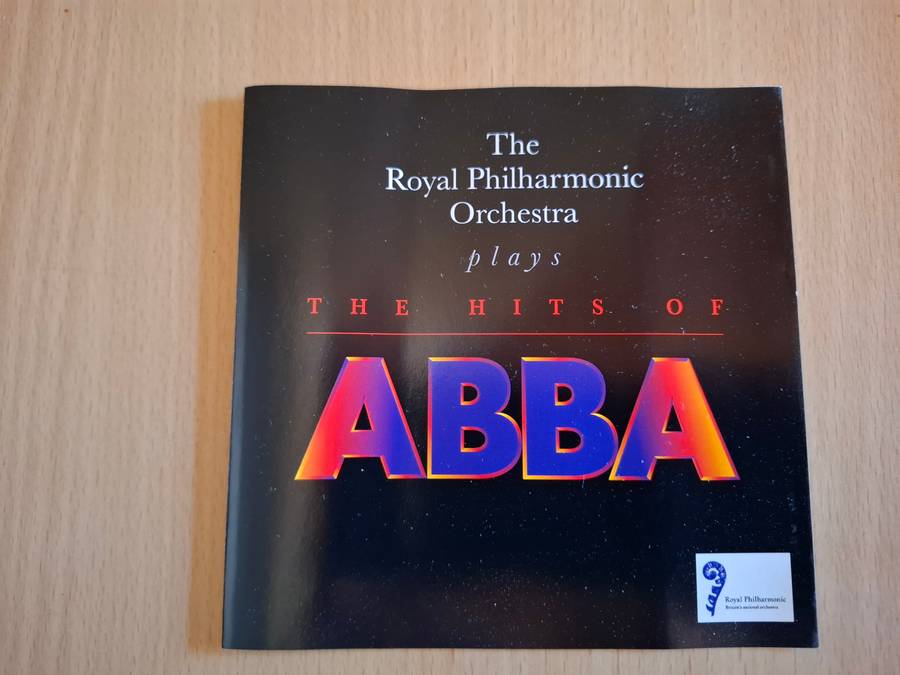 The
Royal Philharmonic
Orchestra
plays
THE HITS OF
ABBA
Royal Philharmonic
Britain's national orchestra